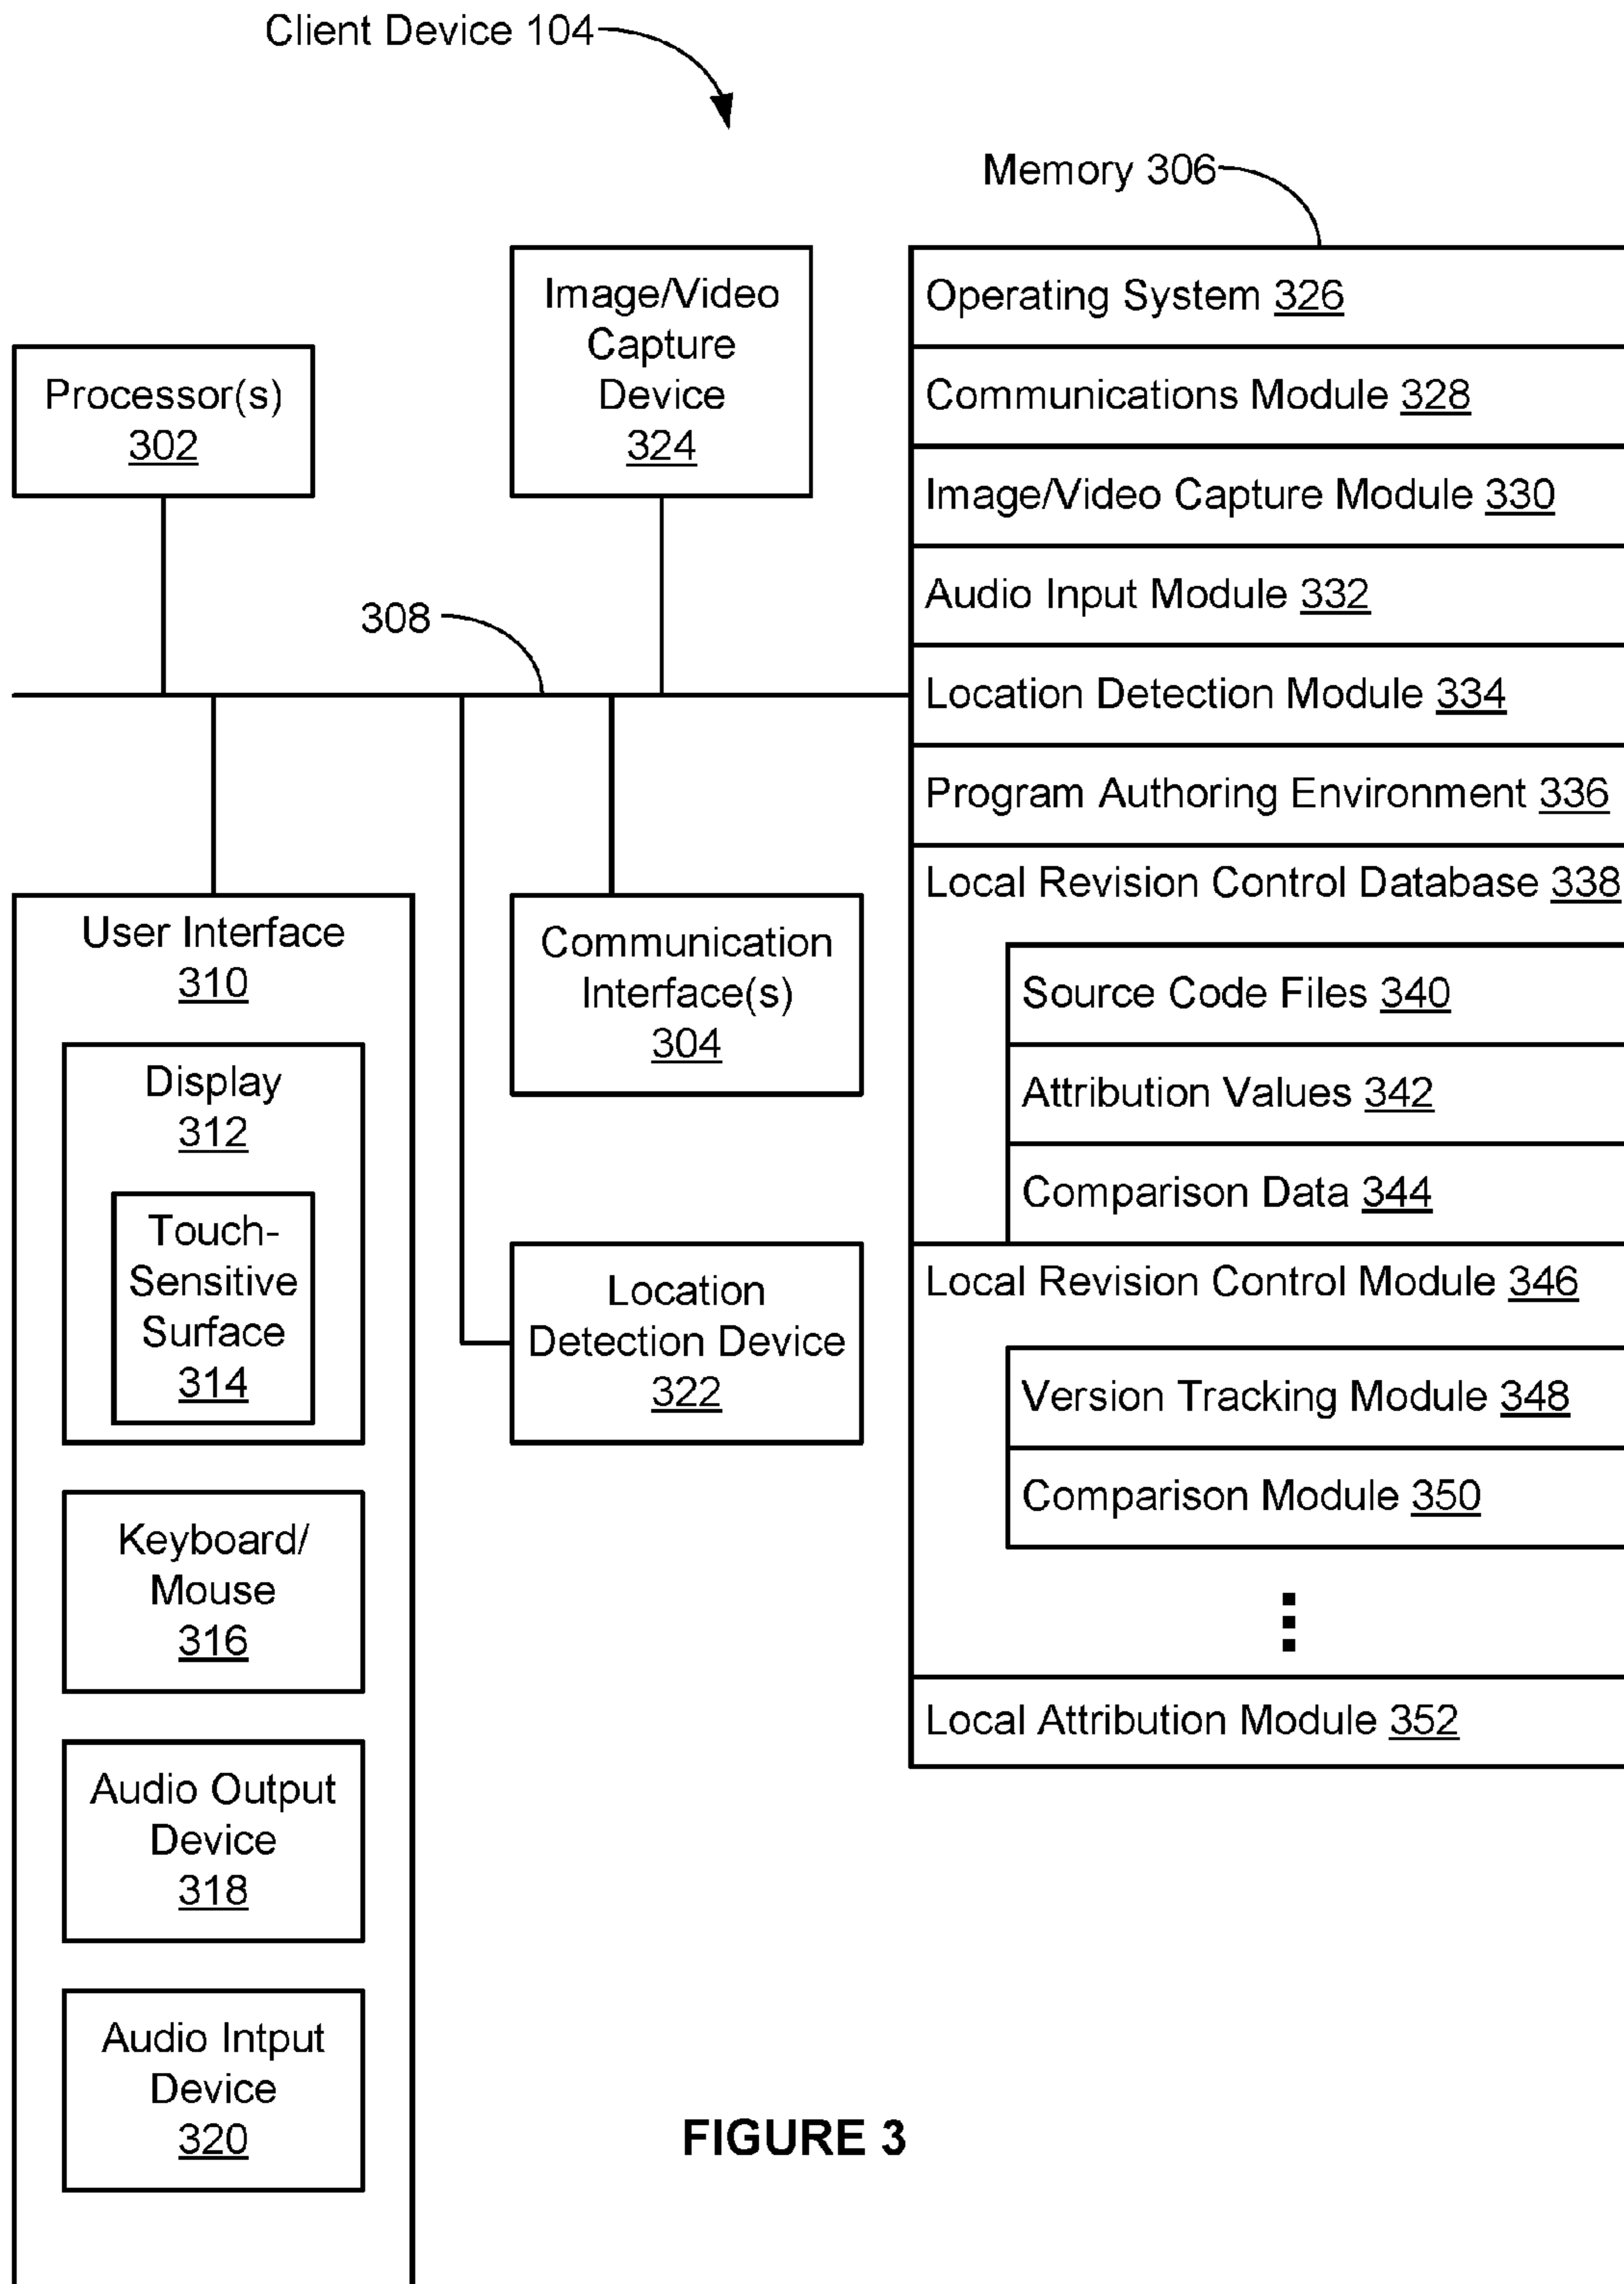 Client Device 104
Memory 306
Processor(s)
302
Image/Video
Capture
Device
324
308
User Interface
310
Display
312
Touch-
Sensitive
Surface
314
Keyboard/
Mouse
316
Audio Output
Device
318
Audio Intput
Device
320
Communication
Interface(s)
304
Location
Detection Device
322
Operating System 326
Communications Module 328
Image/Video Capture Module 330
Audio Input Module 332
Location Detection Module 334
Program Authoring Environment 336
Local Revision Control Database 338
Source Code Files 340
Attribution Values 342
Comparison Data 344
Local Revision Control Module 346
Version Tracking Module 348
Comparison Module 350
Local Attribution Module 352
FIGURE 3